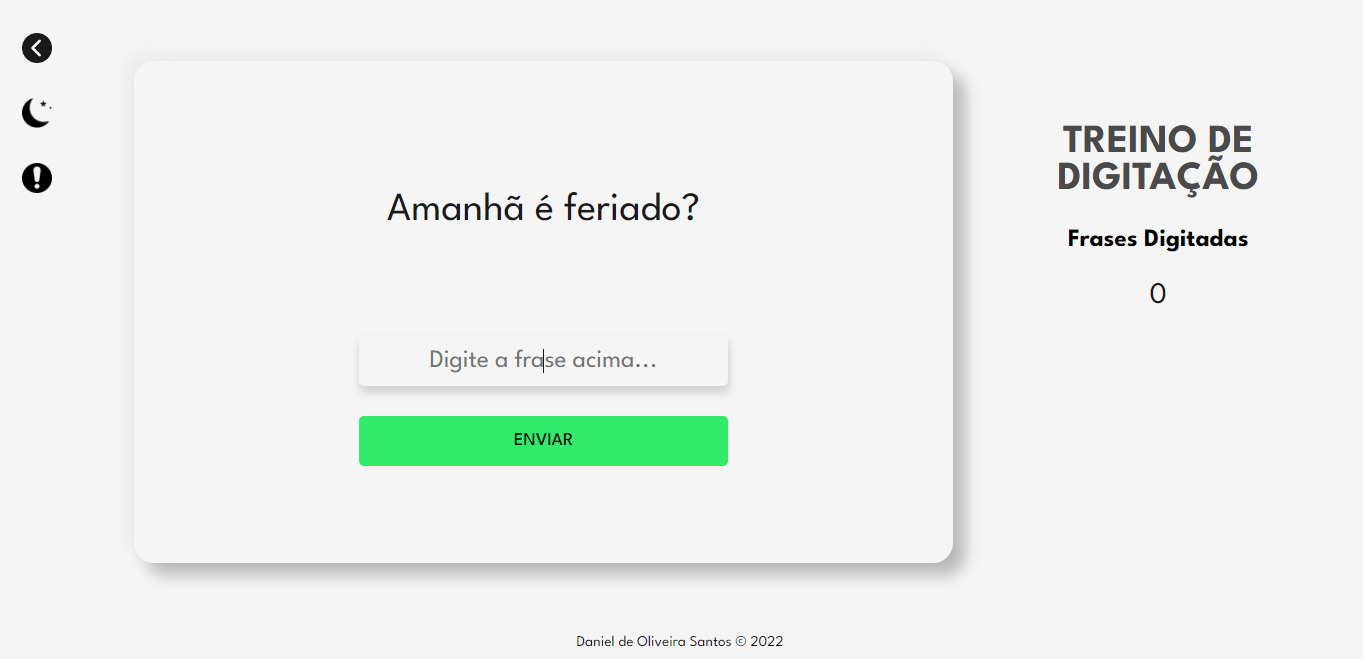 Amanhã é feriado?
Digite a frase acima...
ENVIAR
TREINO DE
DIGITAÇÃO
Frases Digitadas
0
Daniel de Oliveira Santos © 2022